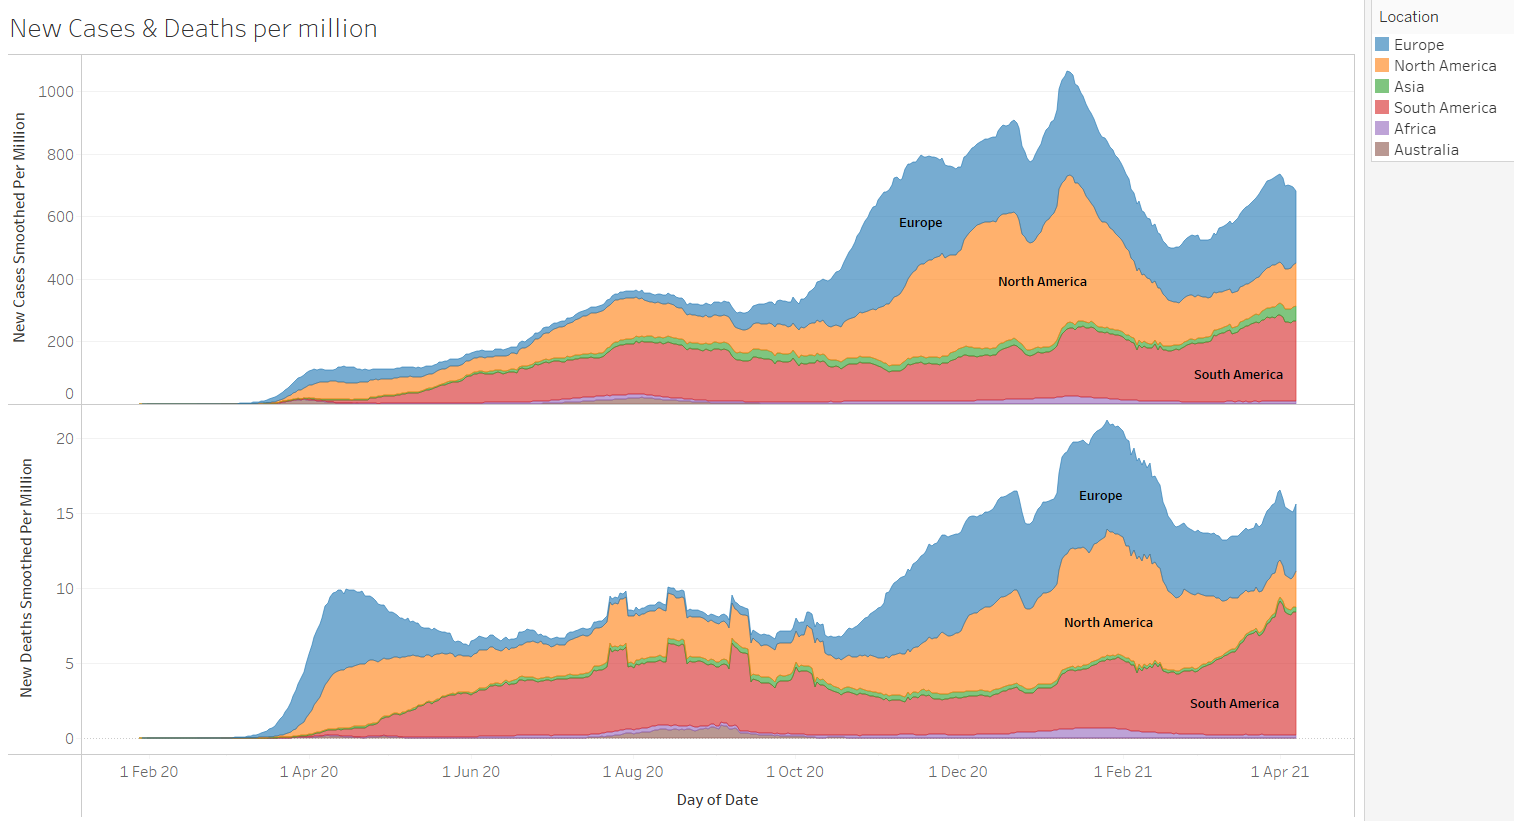 New Cases & Deaths per million
Location
Europe
North America
Asia
South America
Africa
Australia
New Cases Smoothed Per Million
1000
800
600
400
200
0
Europe
North America
South America
New Deaths Smoothed Per Million
20
15
10
5
0
Europe
North America
South America
1 Feb 20 1 Apr 20 1 Jun 20 1 Aug 20 1 Oct 20 1 Dec 20 1 Feb 21 1 Apr 21
Day of Date